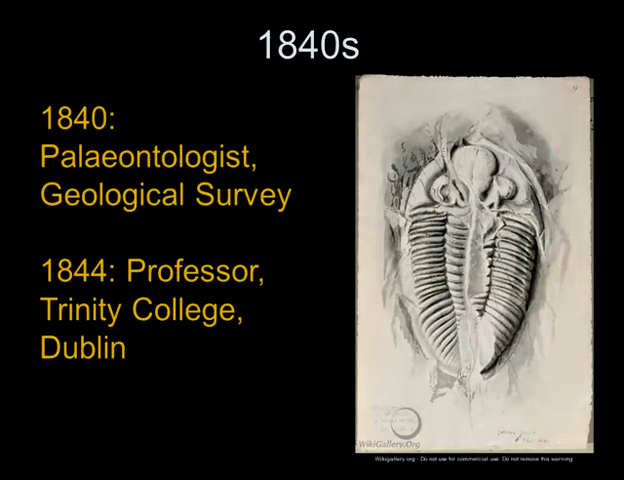 1840s
1840:
Palaeontologist,
Geological Survey
1844: Professor,
Trinity College,
Dublin
9
WikiGallery.Org
Wikigallery.org - Do not use for commercial use. Do not remove this warning